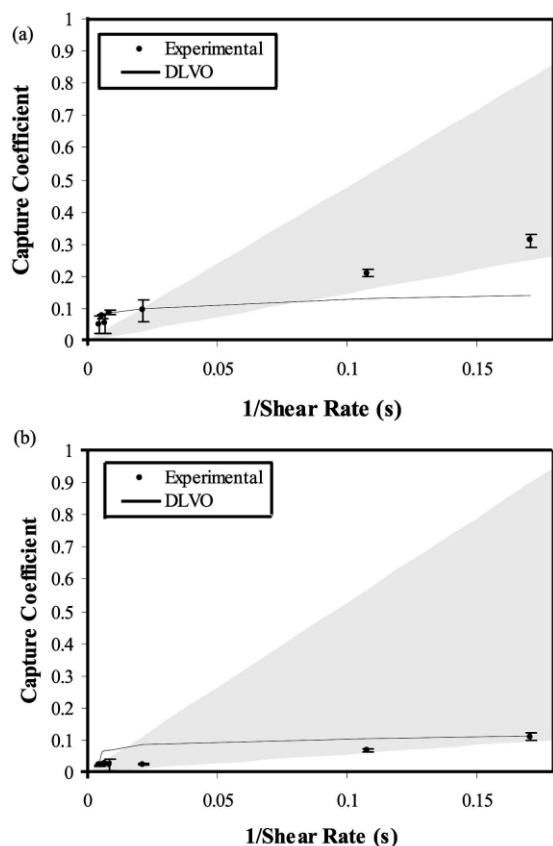 (a)
1
0.9
0.8
0.7
0.6
0.5
0.4
0.3
0.2
0.1
0
Capture Coefficient
Experimental
DLVO
0 0.05 0.1 0.15
1/Shear Rate (s)
(b)
1
0.9
0.8
0.7
0.6
0.5
0.4
0.3
0.2
0.1
0
Capture Coefficient
Experimental
DLVO
0 0.05 0.1 0.15
1/Shear Rate (s)